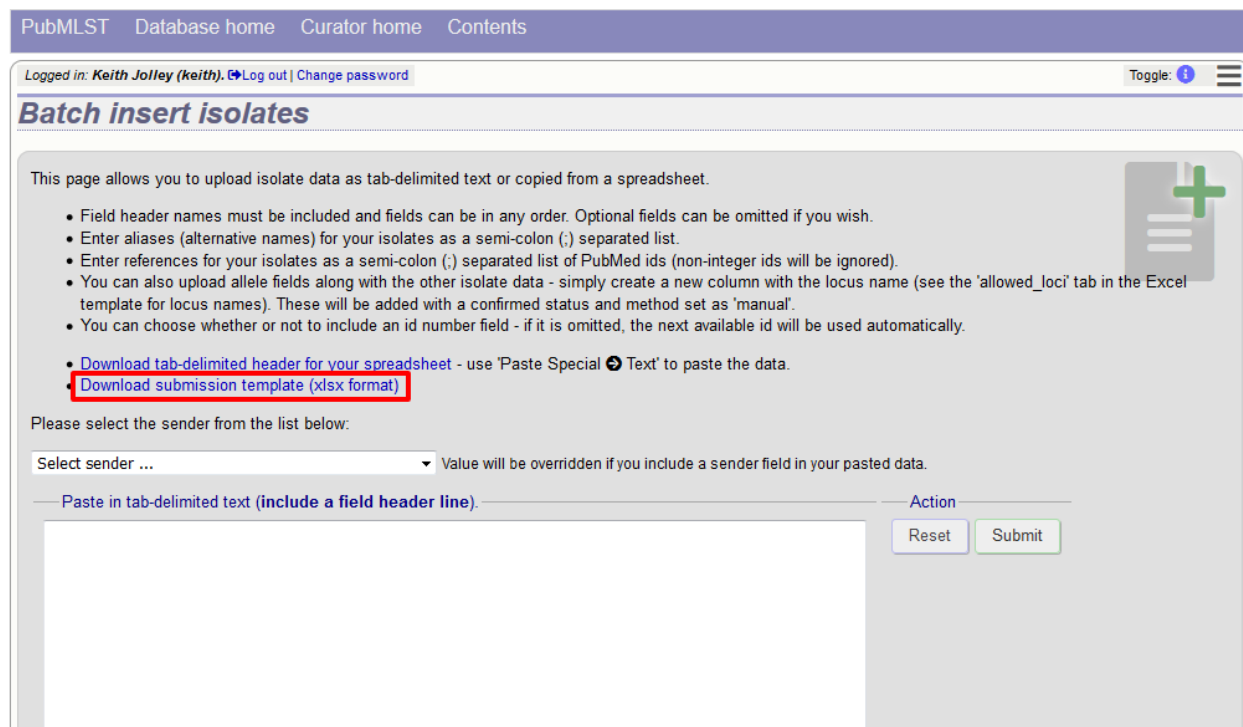 PubMLST Database home Curator home Contents
Logged in: Keith Jolley (keith). Log out | Change password Toggle: i
Batch insert isolates
This page allows you to upload isolate data as tab-delimited text or copied from a spreadsheet.
• Field header names must be included and fields can be in any order. Optional fields can be omitted if you wish.
• Enter aliases (alternative names) for your isolates as a semi-colon (;) separated list.
• Enter references for your isolates as a semi-colon (;) separated list of PubMed ids (non-integer ids will be ignored).
• You can also upload allele fields along with the other isolate data - simply create a new column with the locus name (see the 'allowed_loci' tab in the Excel
template for locus names). These will be added with a confirmed status and method set as 'manual'.
• You can choose whether or not to include an id number field - if it is omitted, the next available id will be used automatically.
• Download tab-delimited header for your spreadsheet - use 'Paste Special ➔ Text' to paste the data.
• Download submission template (xlsx format)
Please select the sender from the list below:
Select sender ... Value will be overridden if you include a sender field in your pasted data.
Paste in tab-delimited text (include a field header line). Action
Reset Submit